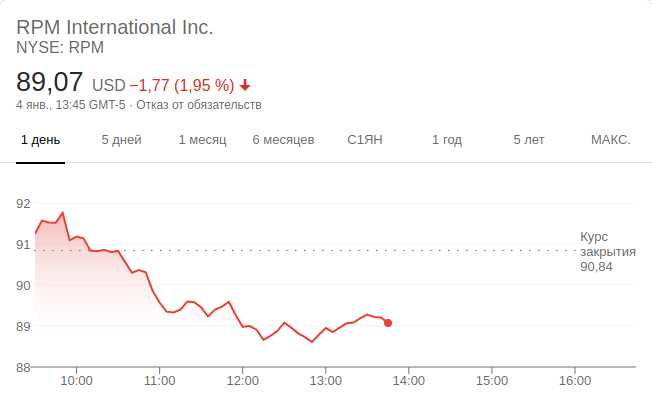 RPM International Inc.
NYSE: RPM
89,07 USD −1,77 (1,95 %)
4 янв., 13:45 GMT-5 · Отказ от обязательств
1 день 5 дней 1 месяц 6 месяцев С1ЯН 1 год 5 лет МАКС.
92
91
90
89
88
Курс
закрытия
90,84
10:00 11:00 12:00 13:00 14:00 15:00 16:00